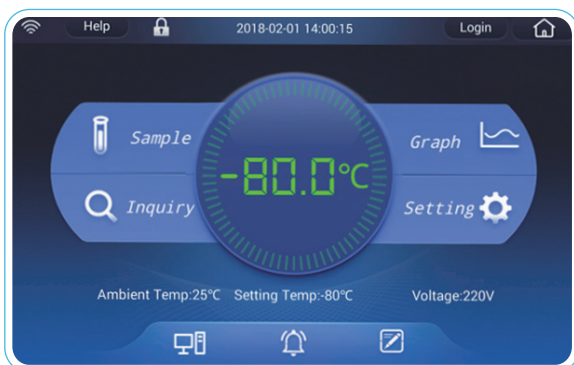 Help 2018-02-01 14:00:15 Login
Sample
Graph
-80.0℃
Inquiry
Setting
Ambient Temp:25℃ Setting Temp:-80℃ Voltage:220V